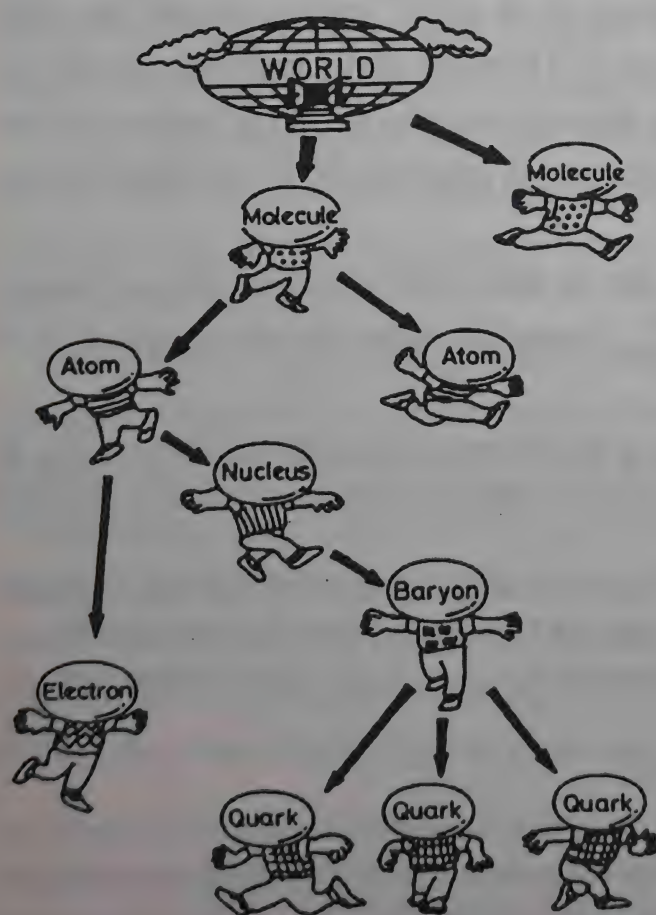 WORLD
Molecule
Molecule
Atom
Atom
Nucleus
Baryon
Electron
Quark
Quark
Quark